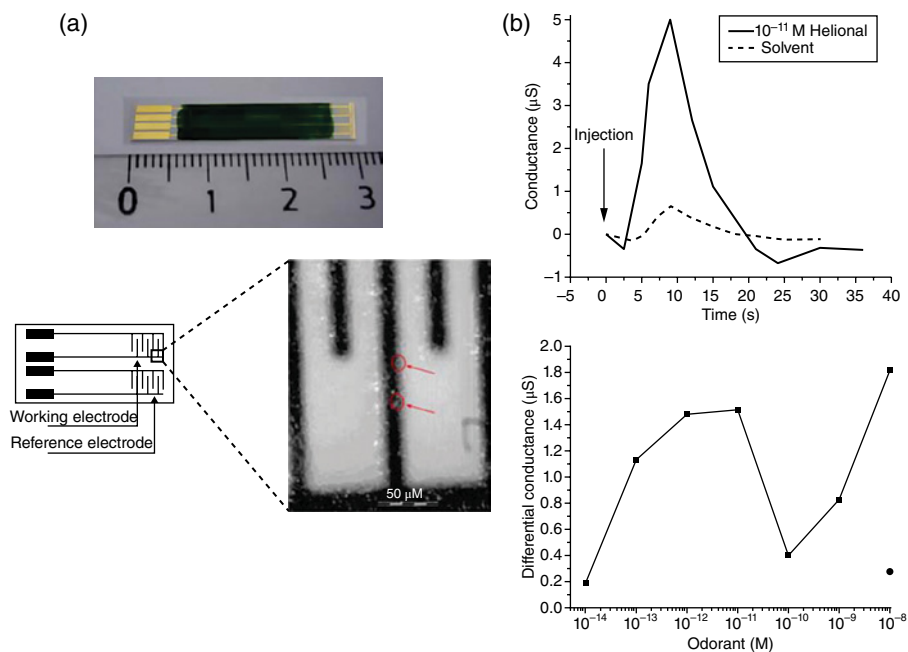 (a)
0 1 2 3
Working electrode
Reference electrode
50 µM
(b)
5
4
3
2
1
0
−1
Conductance (µS)
10⁻¹¹ M Helional
Solvent
Injection
−5 0 5 10 15 20 25 30 35 40
Time (s)
2.0
1.8
1.6
1.4
1.2
1.0
0.8
0.6
0.4
0.2
0.0
Differential conductance (µS)
10⁻¹⁴ 10⁻¹³ 10⁻¹² 10⁻¹¹ 10⁻¹⁰ 10⁻⁹ 10⁻⁸
Odorant (M)